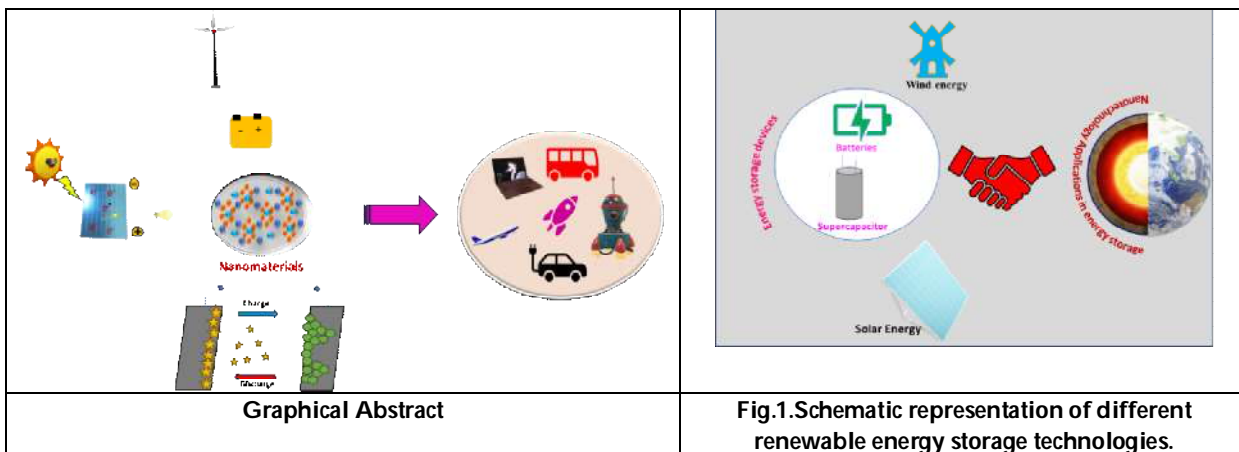 Nanomaterials
Charge
Discharge
Graphical Abstract
Wind energy
Energy storage devices
Batteries
Supercapacitor
Nanotechnology Applications in energy storage
Solar Energy
Fig.1.Schematic representation of different
renewable energy storage technologies.